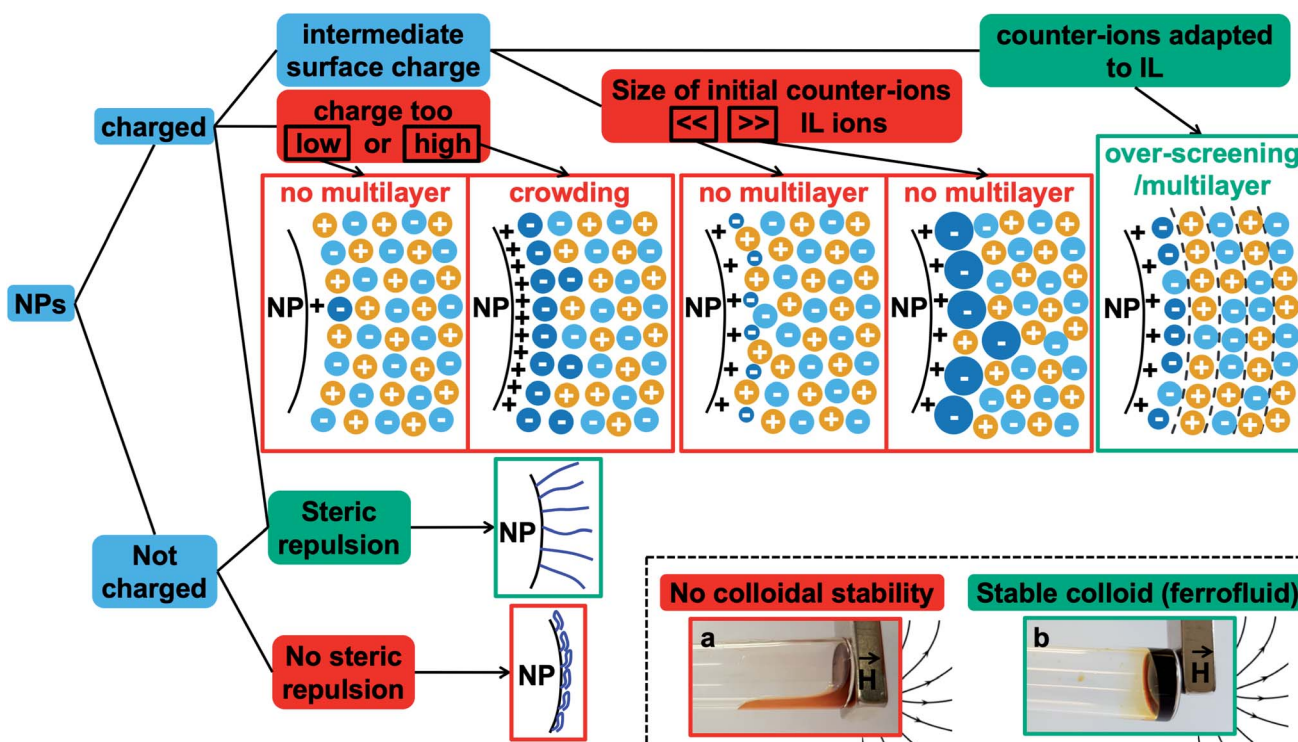 intermediate
surface charge
counter-ions adapted
to IL
charged
charge too
low or high
Size of initial counter-ions
<< >> IL ions
no multilayer
crowding
no multilayer
no multilayer
over-screening
/multilayer
NP
NP
NP
NP
NP
NPs
Steric
repulsion
NP
Not
charged
No steric
repulsion
NP
No colloidal stability
Stable colloid (ferrofluid)
a
H
b
H